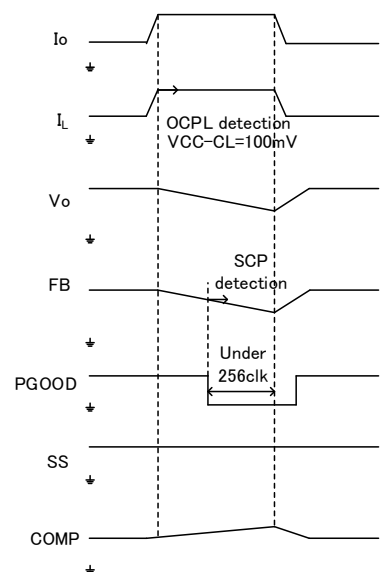 Io
IL
OCPL detection
VCC-CL=100mV
Vo
SCP
detection
FB
Under
256clk
PGOOD
SS
COMP